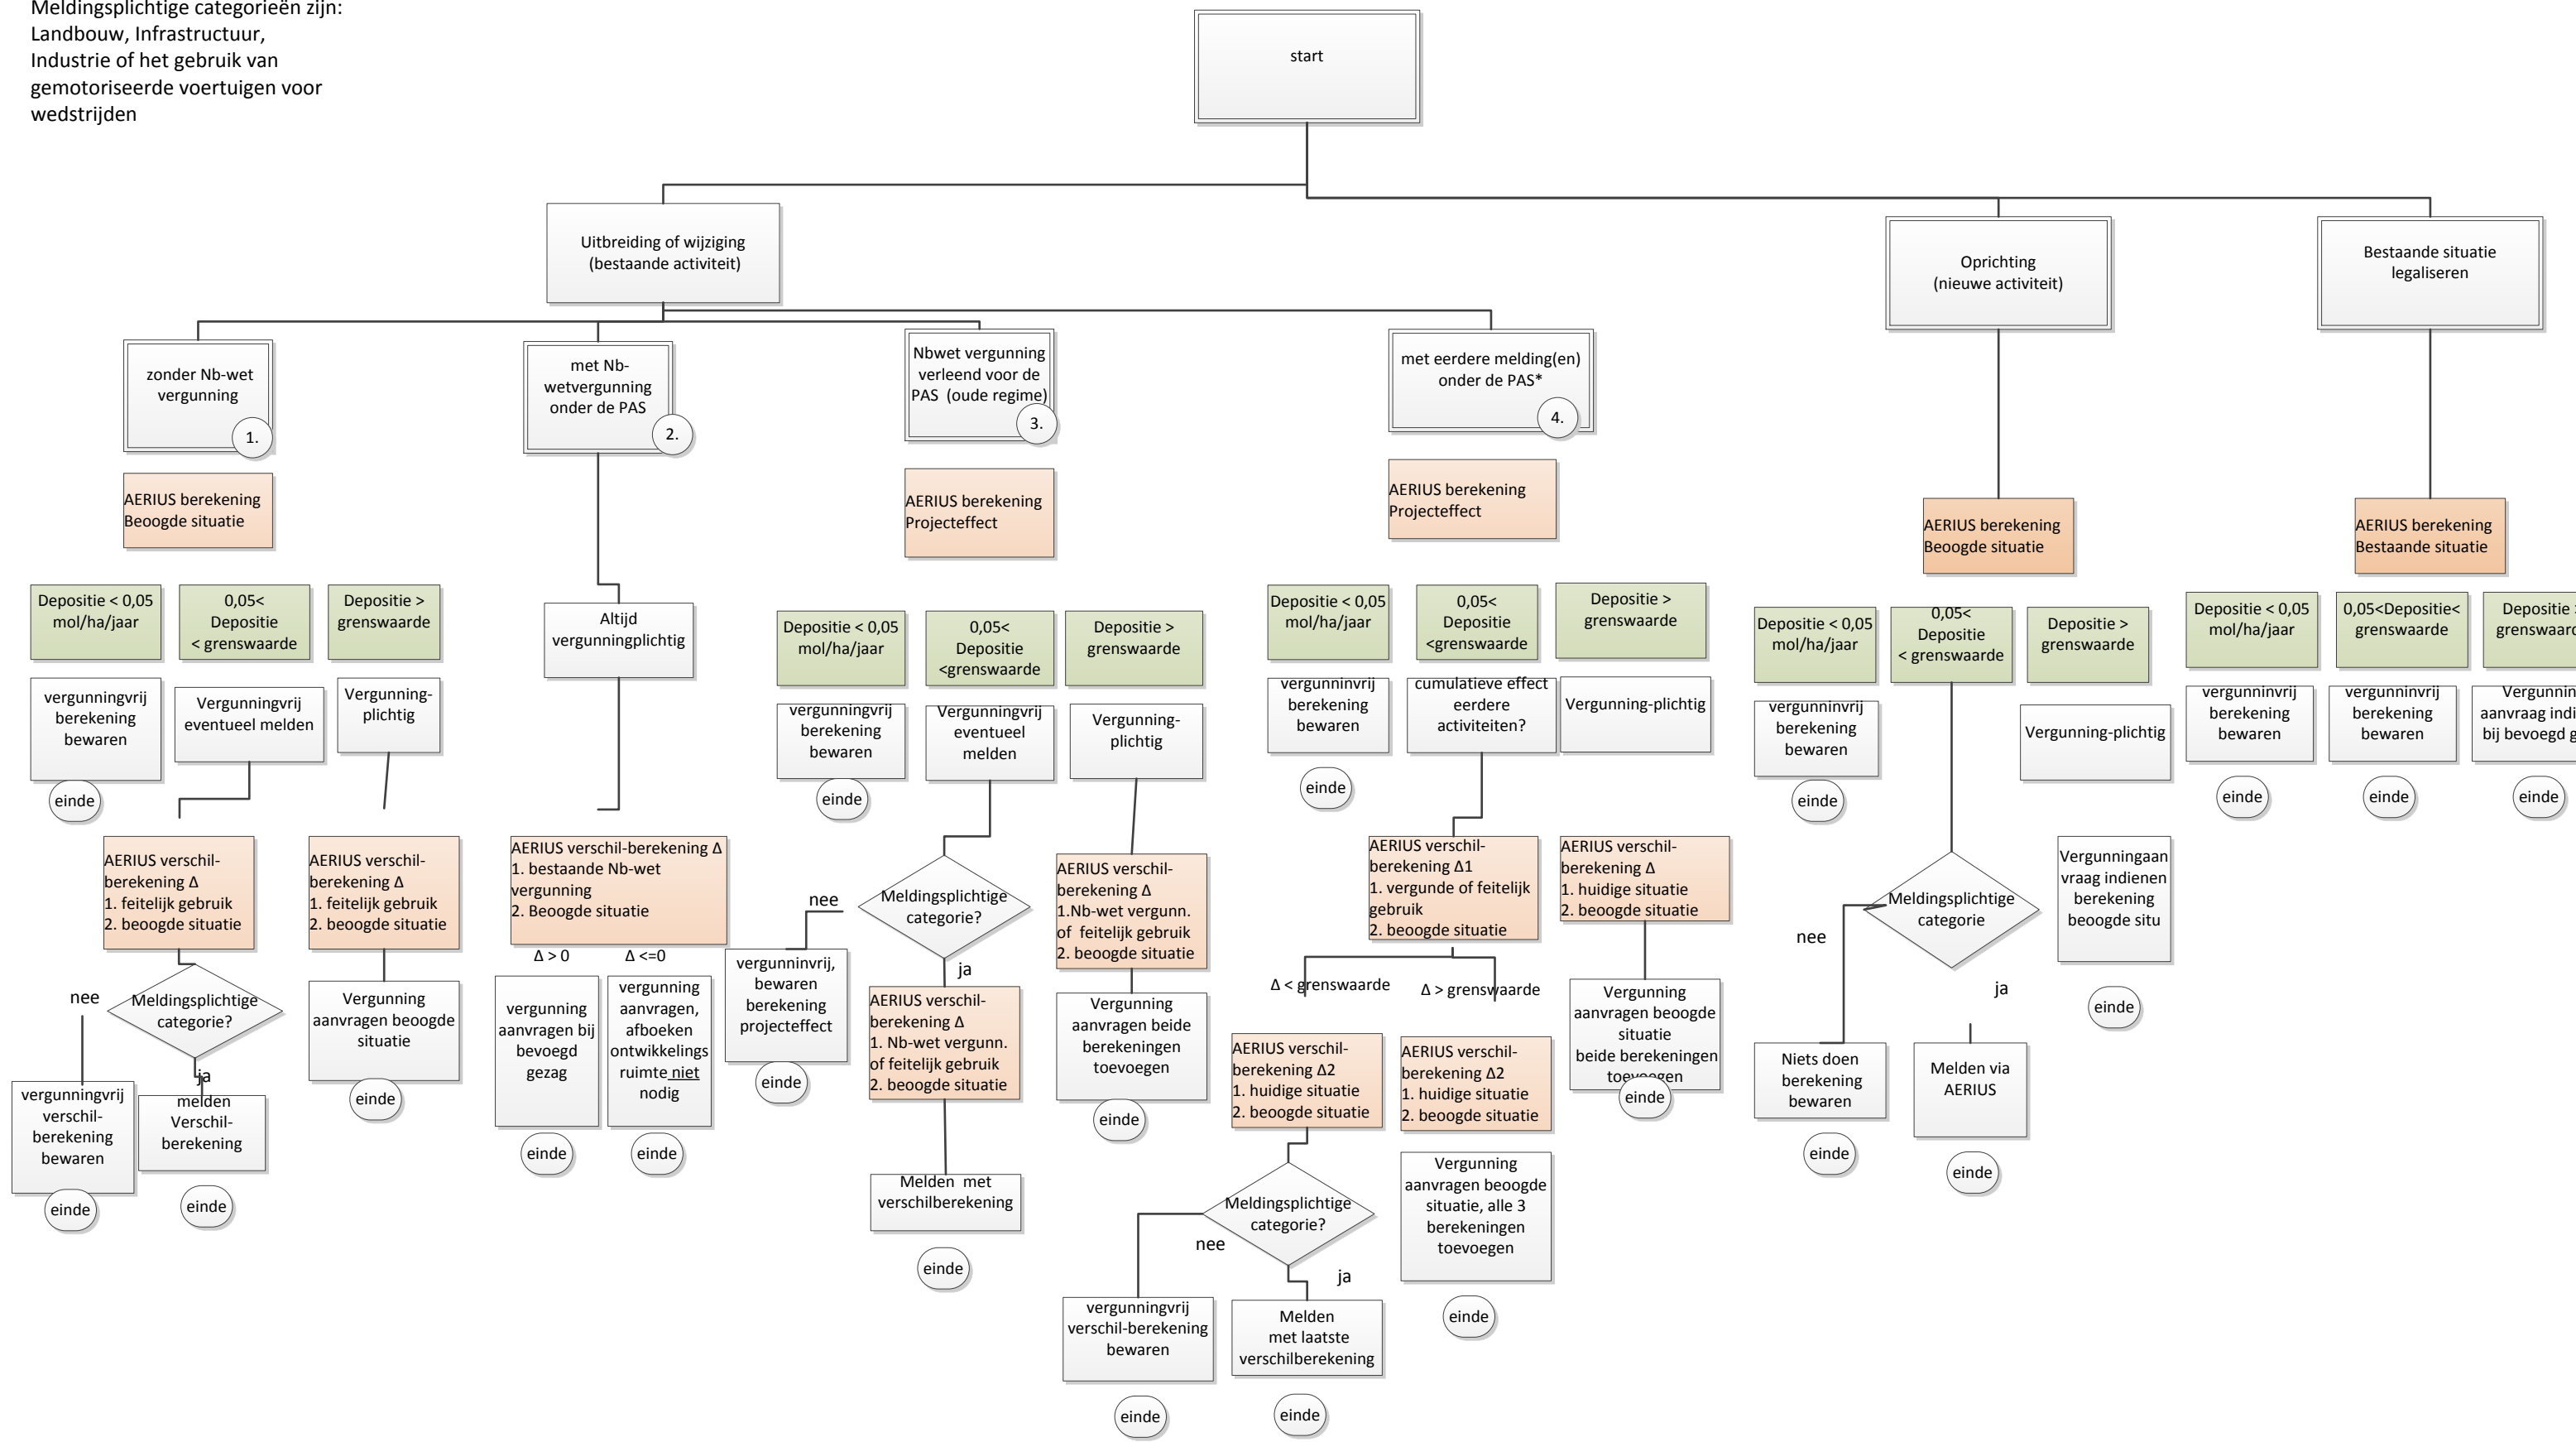 Meldingsplichtige categorieën zijn:
Landbouw, Infrastructuur,
Industrie of het gebruik van
gemotoriseerde voertuigen voor
wedstrijden
start
Uitbreiding of wijziging
(bestaande activiteit)
Oprichting
(nieuwe activiteit)
Bestaande situatie
legaliseren
zonder Nb-wet
vergunning
1.
met Nb-
wetvergunning
onder de PAS
2.
Nbwet vergunning
verleend voor de
PAS (oude regime)
3.
met eerdere melding(en)
onder de PAS*
4.
AERIUS berekening
Beoogde situatie
AERIUS berekening
Projecteffect
AERIUS berekening
Projecteffect
AERIUS berekening
Beoogde situatie
AERIUS berekening
Bestaande situatie
Depositie < 0,05
mol/ha/jaar
0,05<
Depositie
< grenswaarde
Depositie >
grenswaarde
vergunningvrij
berekening
bewaren
einde
Vergunningvrij
eventueel melden
Vergunning-
plichtig
AERIUS verschil-
berekening Δ
1. feitelijk gebruik
2. beoogde situatie
AERIUS verschil-
berekening Δ
1. feitelijk gebruik
2. beoogde situatie
nee
Meldingsplichtige
categorie?
ja
vergunningvrij
verschil-
berekening
bewaren
einde
melden
Verschil-
berekening
einde
Vergunning
aanvragen beoogde
situatie
einde
Altijd
vergunningplichtig
AERIUS verschil-berekening Δ
1. bestaande Nb-wet
vergunning
2. Beoogde situatie
Δ > 0
Δ <=0
vergunning
aanvragen bij
bevoegd
gezag
einde
vergunning
aanvragen,
afboeken
ontwikkelings
ruimte niet
nodig
einde
Depositie < 0,05
mol/ha/jaar
0,05<
Depositie
<grenswaarde
Depositie >
grenswaarde
vergunningvrij
berekening
bewaren
einde
Vergunningvrij
eventueel
melden
Vergunning-
plichtig
nee
Meldingsplichtige
categorie?
ja
vergunninvrij,
bewaren
berekening
projecteffect
einde
AERIUS verschil-
berekening Δ
1. Nb-wet vergunn.
of feitelijk gebruik
2. beoogde situatie
Melden met
verschilberekening
einde
AERIUS verschil-
berekening Δ
1.Nb-wet vergunn.
of feitelijk gebruik
2. beoogde situatie
Vergunning
aanvragen beide
berekeningen
toevoegen
einde
Depositie < 0,05
mol/ha/jaar
0,05<
Depositie
<grenswaarde
Depositie >
grenswaarde
vergunninvrij
berekening
bewaren
einde
cumulatieve effect
eerdere
activiteiten?
Vergunning-plichtig
AERIUS verschil-
berekening Δ1
1. vergunde of feitelijk
gebruik
2. beoogde situatie
AERIUS verschil-
berekening Δ
1. huidige situatie
2. beoogde situatie
Δ < grenswaarde
Δ > grenswaarde
AERIUS verschil-
berekening Δ2
1. huidige situatie
2. beoogde situatie
AERIUS verschil-
berekening Δ2
1. huidige situatie
2. beoogde situatie
Vergunning
aanvragen beoogde
situatie
beide berekeningen
toevoegen
einde
Meldingsplichtige
categorie?
nee
ja
Vergunning
aanvragen beoogde
situatie, alle 3
berekeningen
toevoegen
einde
vergunningvrij
verschil-berekening
bewaren
einde
Melden
met laatste
verschilberekening
einde
Depositie < 0,05
mol/ha/jaar
0,05<
Depositie
< grenswaarde
Depositie >
grenswaarde
vergunninvrij
berekening
bewaren
einde
Vergunning-plichtig
Meldingsplichtige
categorie
nee
ja
Vergunningaan
vraag indienen
berekening
beoogde situ
einde
Niets doen
berekening
bewaren
einde
Melden via
AERIUS
einde
Depositie < 0,05
mol/ha/jaar
0,05<Depositie<
grenswaarde
Depositie
grenswaard
vergunninvrij
berekening
bewaren
einde
vergunninvrij
berekening
bewaren
einde
Vergunnin
aanvraag indi
bij bevoegd g
einde